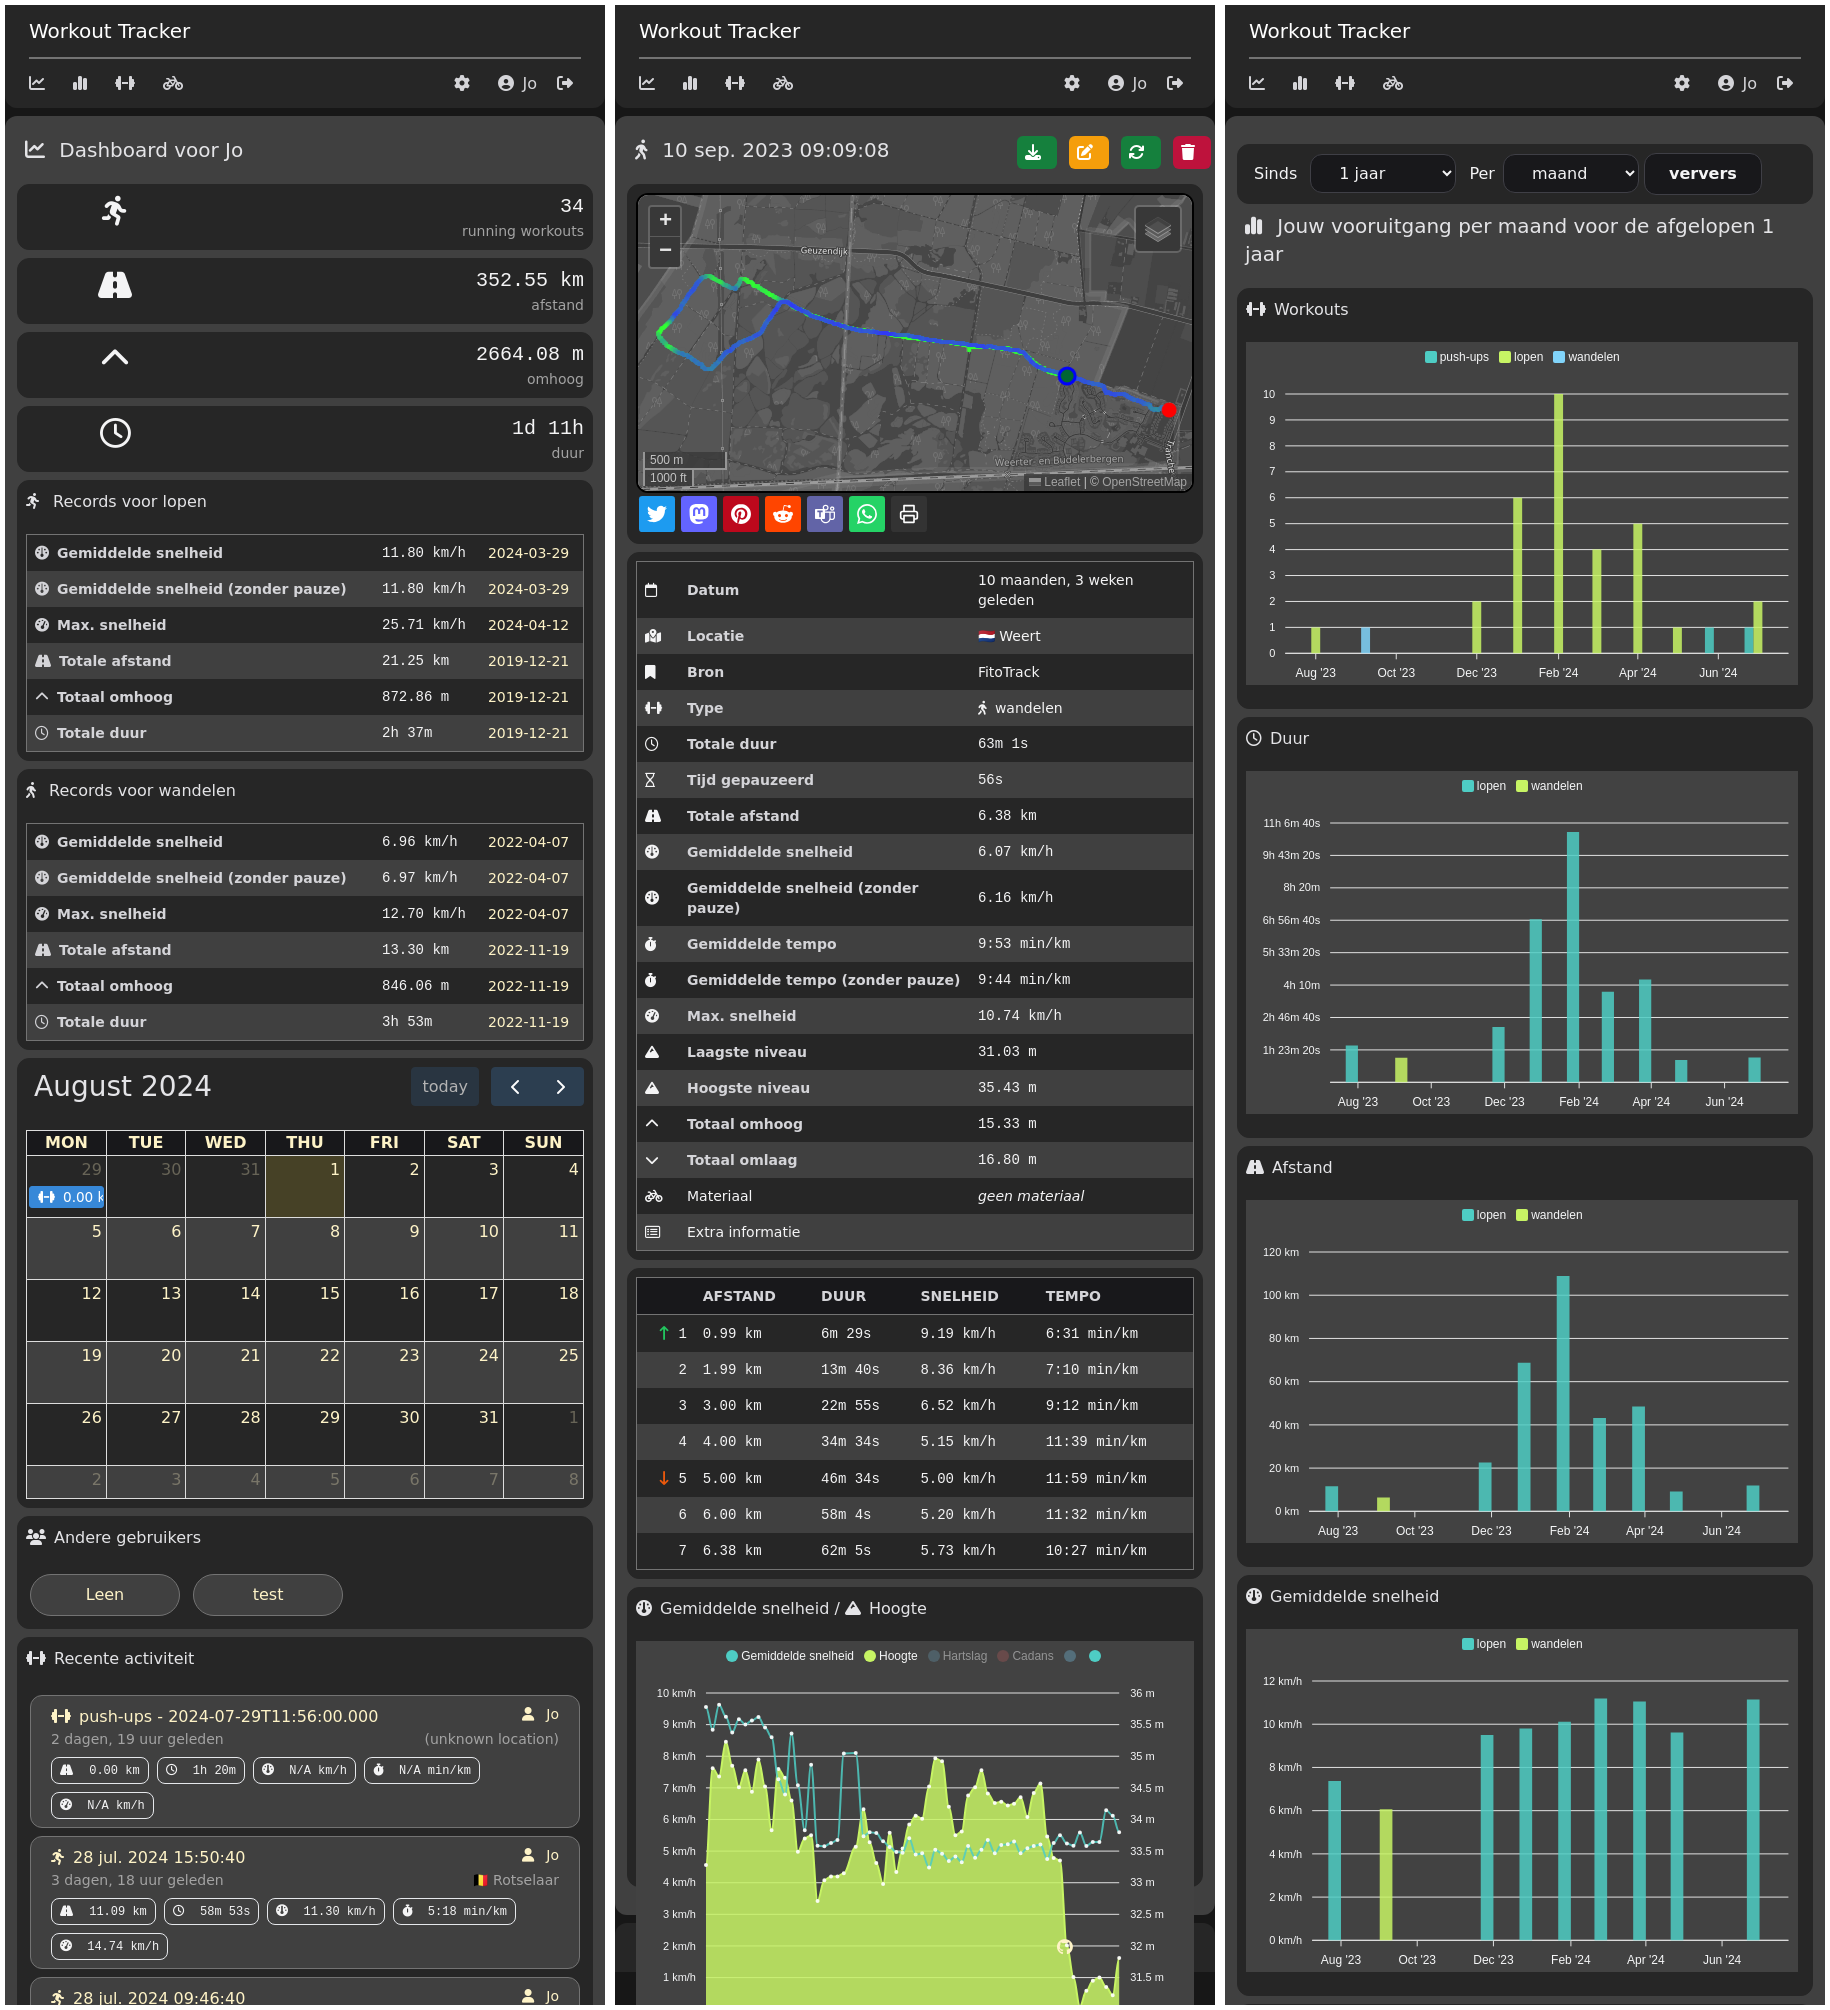 Workout Tracker
Jo
Dashboard voor Jo
34
running workouts
352.55 km
afstand
2664.08 m
omhoog
1d 11h
duur
Records voor lopen
Gemiddelde snelheid 11.80 km/h 2024-03-29
Gemiddelde snelheid (zonder pauze) 11.80 km/h 2024-03-29
Max. snelheid 25.71 km/h 2024-04-12
Totale afstand 21.25 km 2019-12-21
Totaal omhoog 872.86 m 2019-12-21
Totale duur 2h 37m 2019-12-21
Records voor wandelen
Gemiddelde snelheid 6.96 km/h 2022-04-07
Gemiddelde snelheid (zonder pauze) 6.97 km/h 2022-04-07
Max. snelheid 12.70 km/h 2022-04-07
Totale afstand 13.30 km 2022-11-19
Totaal omhoog 846.06 m 2022-11-19
Totale duur 3h 53m 2022-11-19
August 2024 today
MON TUE WED THU FRI SAT SUN
29 30 31 1 2 3 4
0.00 k
5 6 7 8 9 10 11
12 13 14 15 16 17 18
19 20 21 22 23 24 25
26 27 28 29 30 31 1
2 3 4 5 6 7 8
Andere gebruikers
Leen test
Recente activiteit
push-ups - 2024-07-29T11:56:00.000 Jo
2 dagen, 19 uur geleden (unknown location)
0.00 km 1h 20m N/A km/h N/A min/km
N/A km/h
28 jul. 2024 15:50:40 Jo
3 dagen, 18 uur geleden Rotselaar
11.09 km 58m 53s 11.30 km/h 5:18 min/km
14.74 km/h
28 jul. 2024 09:46:40 Jo
Workout Tracker
Jo
10 sep. 2023 09:09:08
+
−
Geuzendijk
Weerter- en Budelerbergen
Tranche
500 m
1000 ft
Leaflet | © OpenStreetMap
Datum 10 maanden, 3 weken
geleden
Locatie Weert
Bron FitoTrack
Type wandelen
Totale duur 63m 1s
Tijd gepauzeerd 56s
Totale afstand 6.38 km
Gemiddelde snelheid 6.07 km/h
Gemiddelde snelheid (zonder
pauze) 6.16 km/h
Gemiddelde tempo 9:53 min/km
Gemiddelde tempo (zonder pauze) 9:44 min/km
Max. snelheid 10.74 km/h
Laagste niveau 31.03 m
Hoogste niveau 35.43 m
Totaal omhoog 15.33 m
Totaal omlaag 16.80 m
Materiaal geen materiaal
Extra informatie
AFSTAND DUUR SNELHEID TEMPO
↑ 1 0.99 km 6m 29s 9.19 km/h 6:31 min/km
2 1.99 km 13m 40s 8.36 km/h 7:10 min/km
3 3.00 km 22m 55s 6.52 km/h 9:12 min/km
4 4.00 km 34m 34s 5.15 km/h 11:39 min/km
↓ 5 5.00 km 46m 34s 5.00 km/h 11:59 min/km
6 6.00 km 58m 4s 5.20 km/h 11:32 min/km
7 6.38 km 62m 5s 5.73 km/h 10:27 min/km
Gemiddelde snelheid / Hoogte
Gemiddelde snelheid Hoogte Hartslag Cadans
10 km/h 36 m
9 km/h 35.5 m
8 km/h 35 m
7 km/h 34.5 m
6 km/h 34 m
5 km/h 33.5 m
4 km/h 33 m
3 km/h 32.5 m
2 km/h 32 m
1 km/h 31.5 m
Workout Tracker
Jo
Sinds 1 jaar Per maand ververs
Jouw vooruitgang per maand voor de afgelopen 1
jaar
Workouts
push-ups lopen wandelen
10
9
8
7
6
5
4
3
2
1
0
Aug '23 Oct '23 Dec '23 Feb '24 Apr '24 Jun '24
Duur
lopen wandelen
11h 6m 40s
9h 43m 20s
8h 20m
6h 56m 40s
5h 33m 20s
4h 10m
2h 46m 40s
1h 23m 20s
Aug '23 Oct '23 Dec '23 Feb '24 Apr '24 Jun '24
Afstand
lopen wandelen
120 km
100 km
80 km
60 km
40 km
20 km
0 km
Aug '23 Oct '23 Dec '23 Feb '24 Apr '24 Jun '24
Gemiddelde snelheid
lopen wandelen
12 km/h
10 km/h
8 km/h
6 km/h
4 km/h
2 km/h
0 km/h
Aug '23 Oct '23 Dec '23 Feb '24 Apr '24 Jun '24